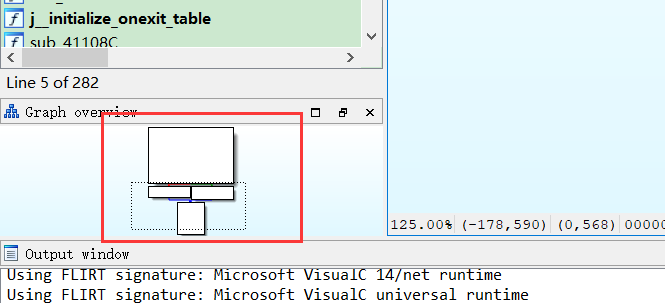 j__initialize_onexit_table
sub_41108C
Line 5 of 282
Graph overview
125.00% (-178,590) (0,568) 00000
Output window
Using FLIRT signature: Microsoft VisualC 14/net runtime
Using FLIRT signature: Microsoft VisualC universal runtime